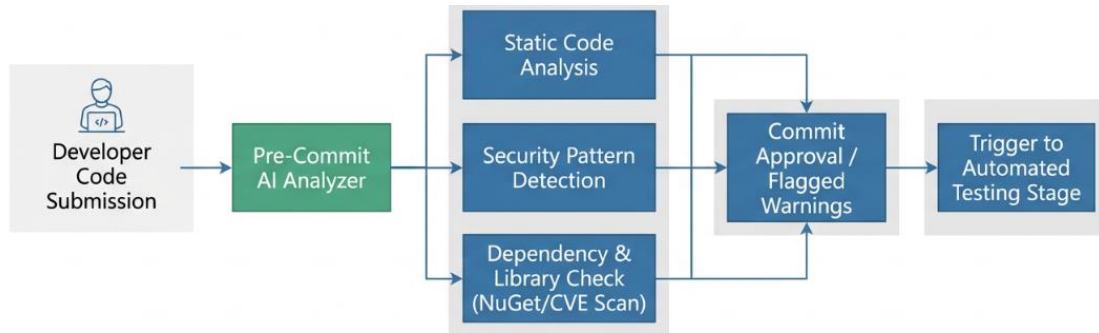 </>
Developer
Code
Submission
Pre-Commit
AI Analyzer
Static Code
Analysis
Security Pattern
Detection
Dependency &
Library Check
(NuGet/CVE Scan)
Commit
Approval /
Flagged
Warnings
Trigger to
Automated
Testing Stage